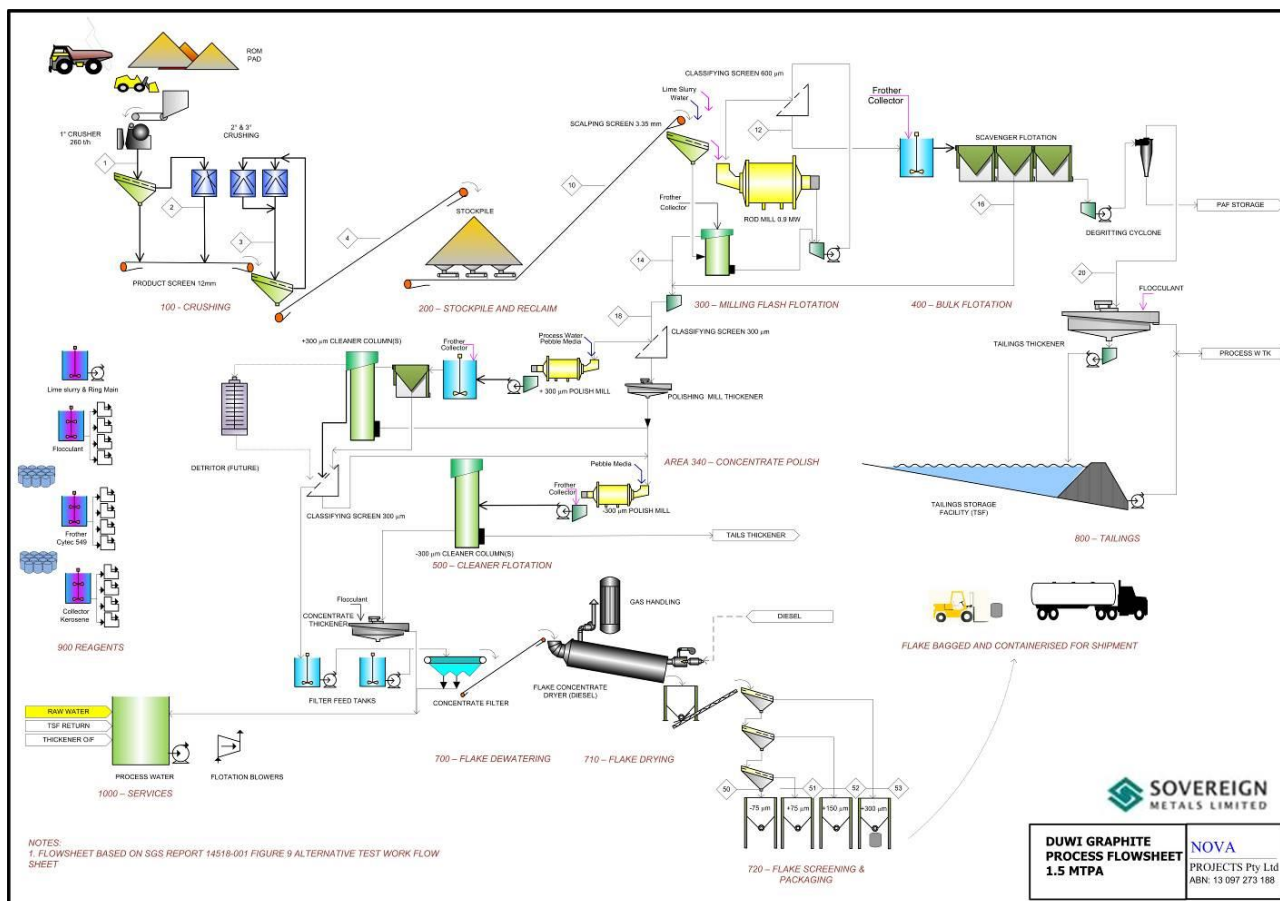 ROM
PAD
1° CRUSHER
260 t/h
2° & 3°
CRUSHING
1
2
3
4
PRODUCT SCREEN 12mm
100 - CRUSHING
STOCKPILE
200 – STOCKPILE AND RECLAIM
10
SCALPING SCREEN 3.35 mm
Lime Slurry
Water
CLASSIFYING SCREEN 600 µm
12
ROD MILL 0.9 MW
Frother
Collector
14
300 – MILLING FLASH FLOTATION
Frother
Collector
SCAVENGER FLOTATION
16
400 – BULK FLOTATION
DEGRITTING CYCLONE
PAF STORAGE
20
FLOCCULANT
TAILINGS THICKENER
PROCESS W TK
TAILINGS STORAGE
FACILITY (TSF)
800 – TAILINGS
18
CLASSIFYING SCREEN 300 µm
+300 µm CLEANER COLUMN(S)
Frother
Collector
Process Water
Pebble Media
+ 300 µm POLISH MILL
POLISHING MILL THICKENER
DETRITOR (FUTURE)
AREA 340 – CONCENTRATE POLISH
Pebble Media
Frother
Collector
-300 µm POLISH MILL
CLASSIFYING SCREEN 300 µm
-300 µm CLEANER COLUMN(S)
500 – CLEANER FLOTATION
TAILS THICKENER
Lime slurry & Ring Main
Flocculant
Frother
Cytec 549
Collector
Kerosene
900 REAGENTS
Flocculant
CONCENTRATE
THICKENER
FILTER FEED TANKS
CONCENTRATE FILTER
700 – FLAKE DEWATERING
GAS HANDLING
DIESEL
FLAKE CONCENTRATE
DRYER (DIESEL)
710 – FLAKE DRYING
FLAKE BAGGED AND CONTAINERISED FOR SHIPMENT
RAW WATER
TSF RETURN
THICKENER O/F
PROCESS WATER
FLOTATION BLOWERS
1000 – SERVICES
50
51
52
53
-75 µm
+75 µm
+150 µm
+300 µm
720 – FLAKE SCREENING &
PACKAGING
NOTES:
1. FLOWSHEET BASED ON SGS REPORT 14518-001 FIGURE 9 ALTERNATIVE TEST WORK FLOW
SHEET
SOVEREIGN
METALS LIMITED
DUWI GRAPHITE
PROCESS FLOWSHEET
1.5 MTPA
NOVA
PROJECTS Pty Ltd
ABN: 13 097 273 188